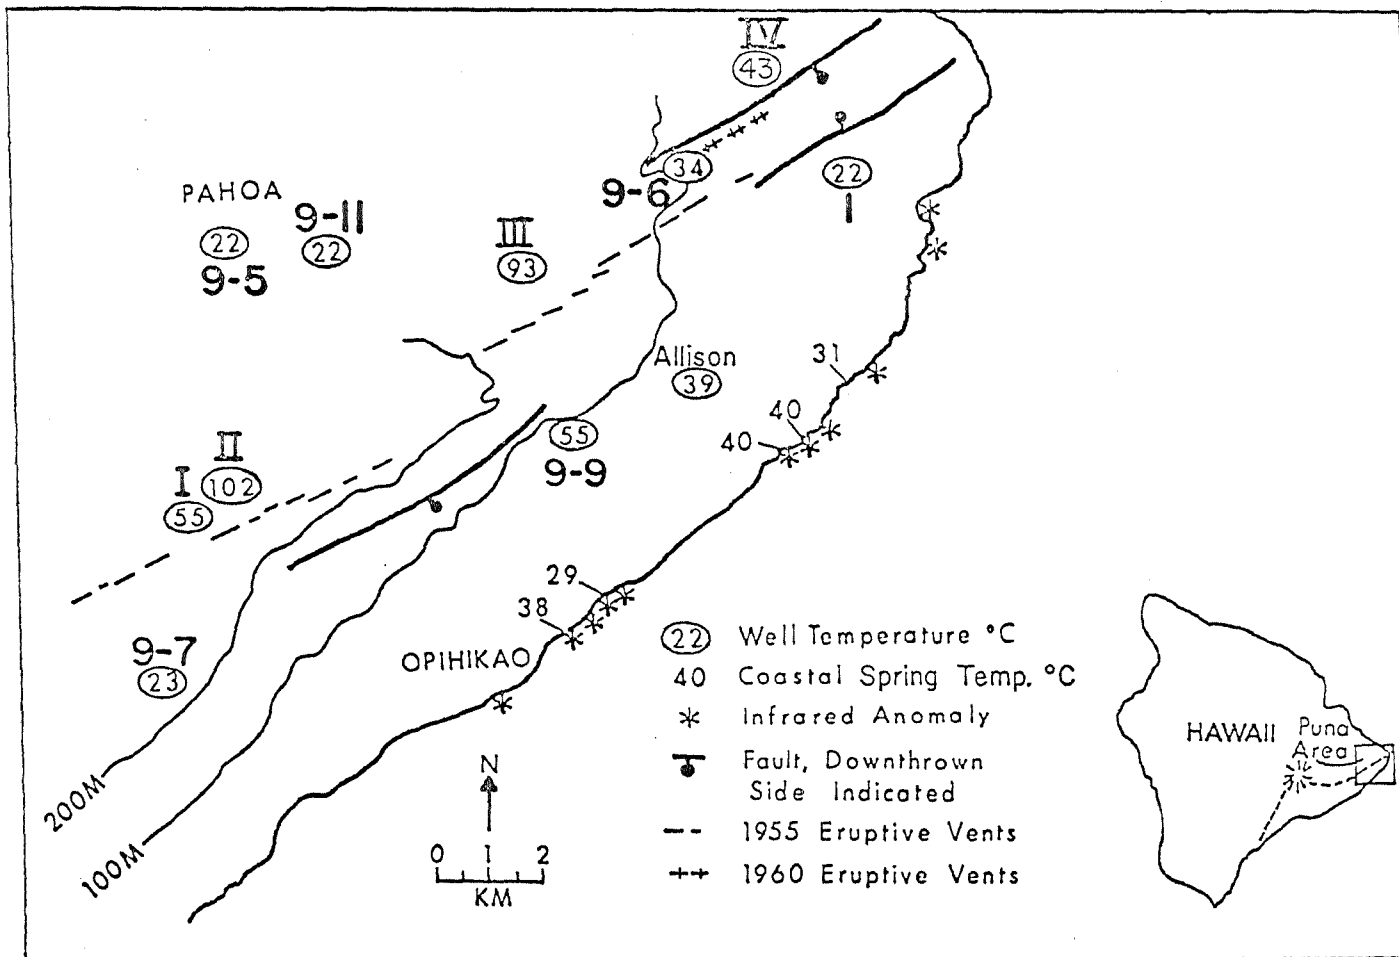 IV
43
34
9-6
22
I
PAHOA
9-11
22
22
9-5
III
93
Allison
39
31
40
40
II
I
102
55
55
9-9
29
38
9-7
23
OPIHIKAO
200M
100M
N
0 1 2
KM
22 Well Temperature °C
40 Coastal Spring Temp. °C
Infrared Anomaly
Fault, Downthrown
Side Indicated
1955 Eruptive Vents
1960 Eruptive Vents
HAWAII
Puna
Area